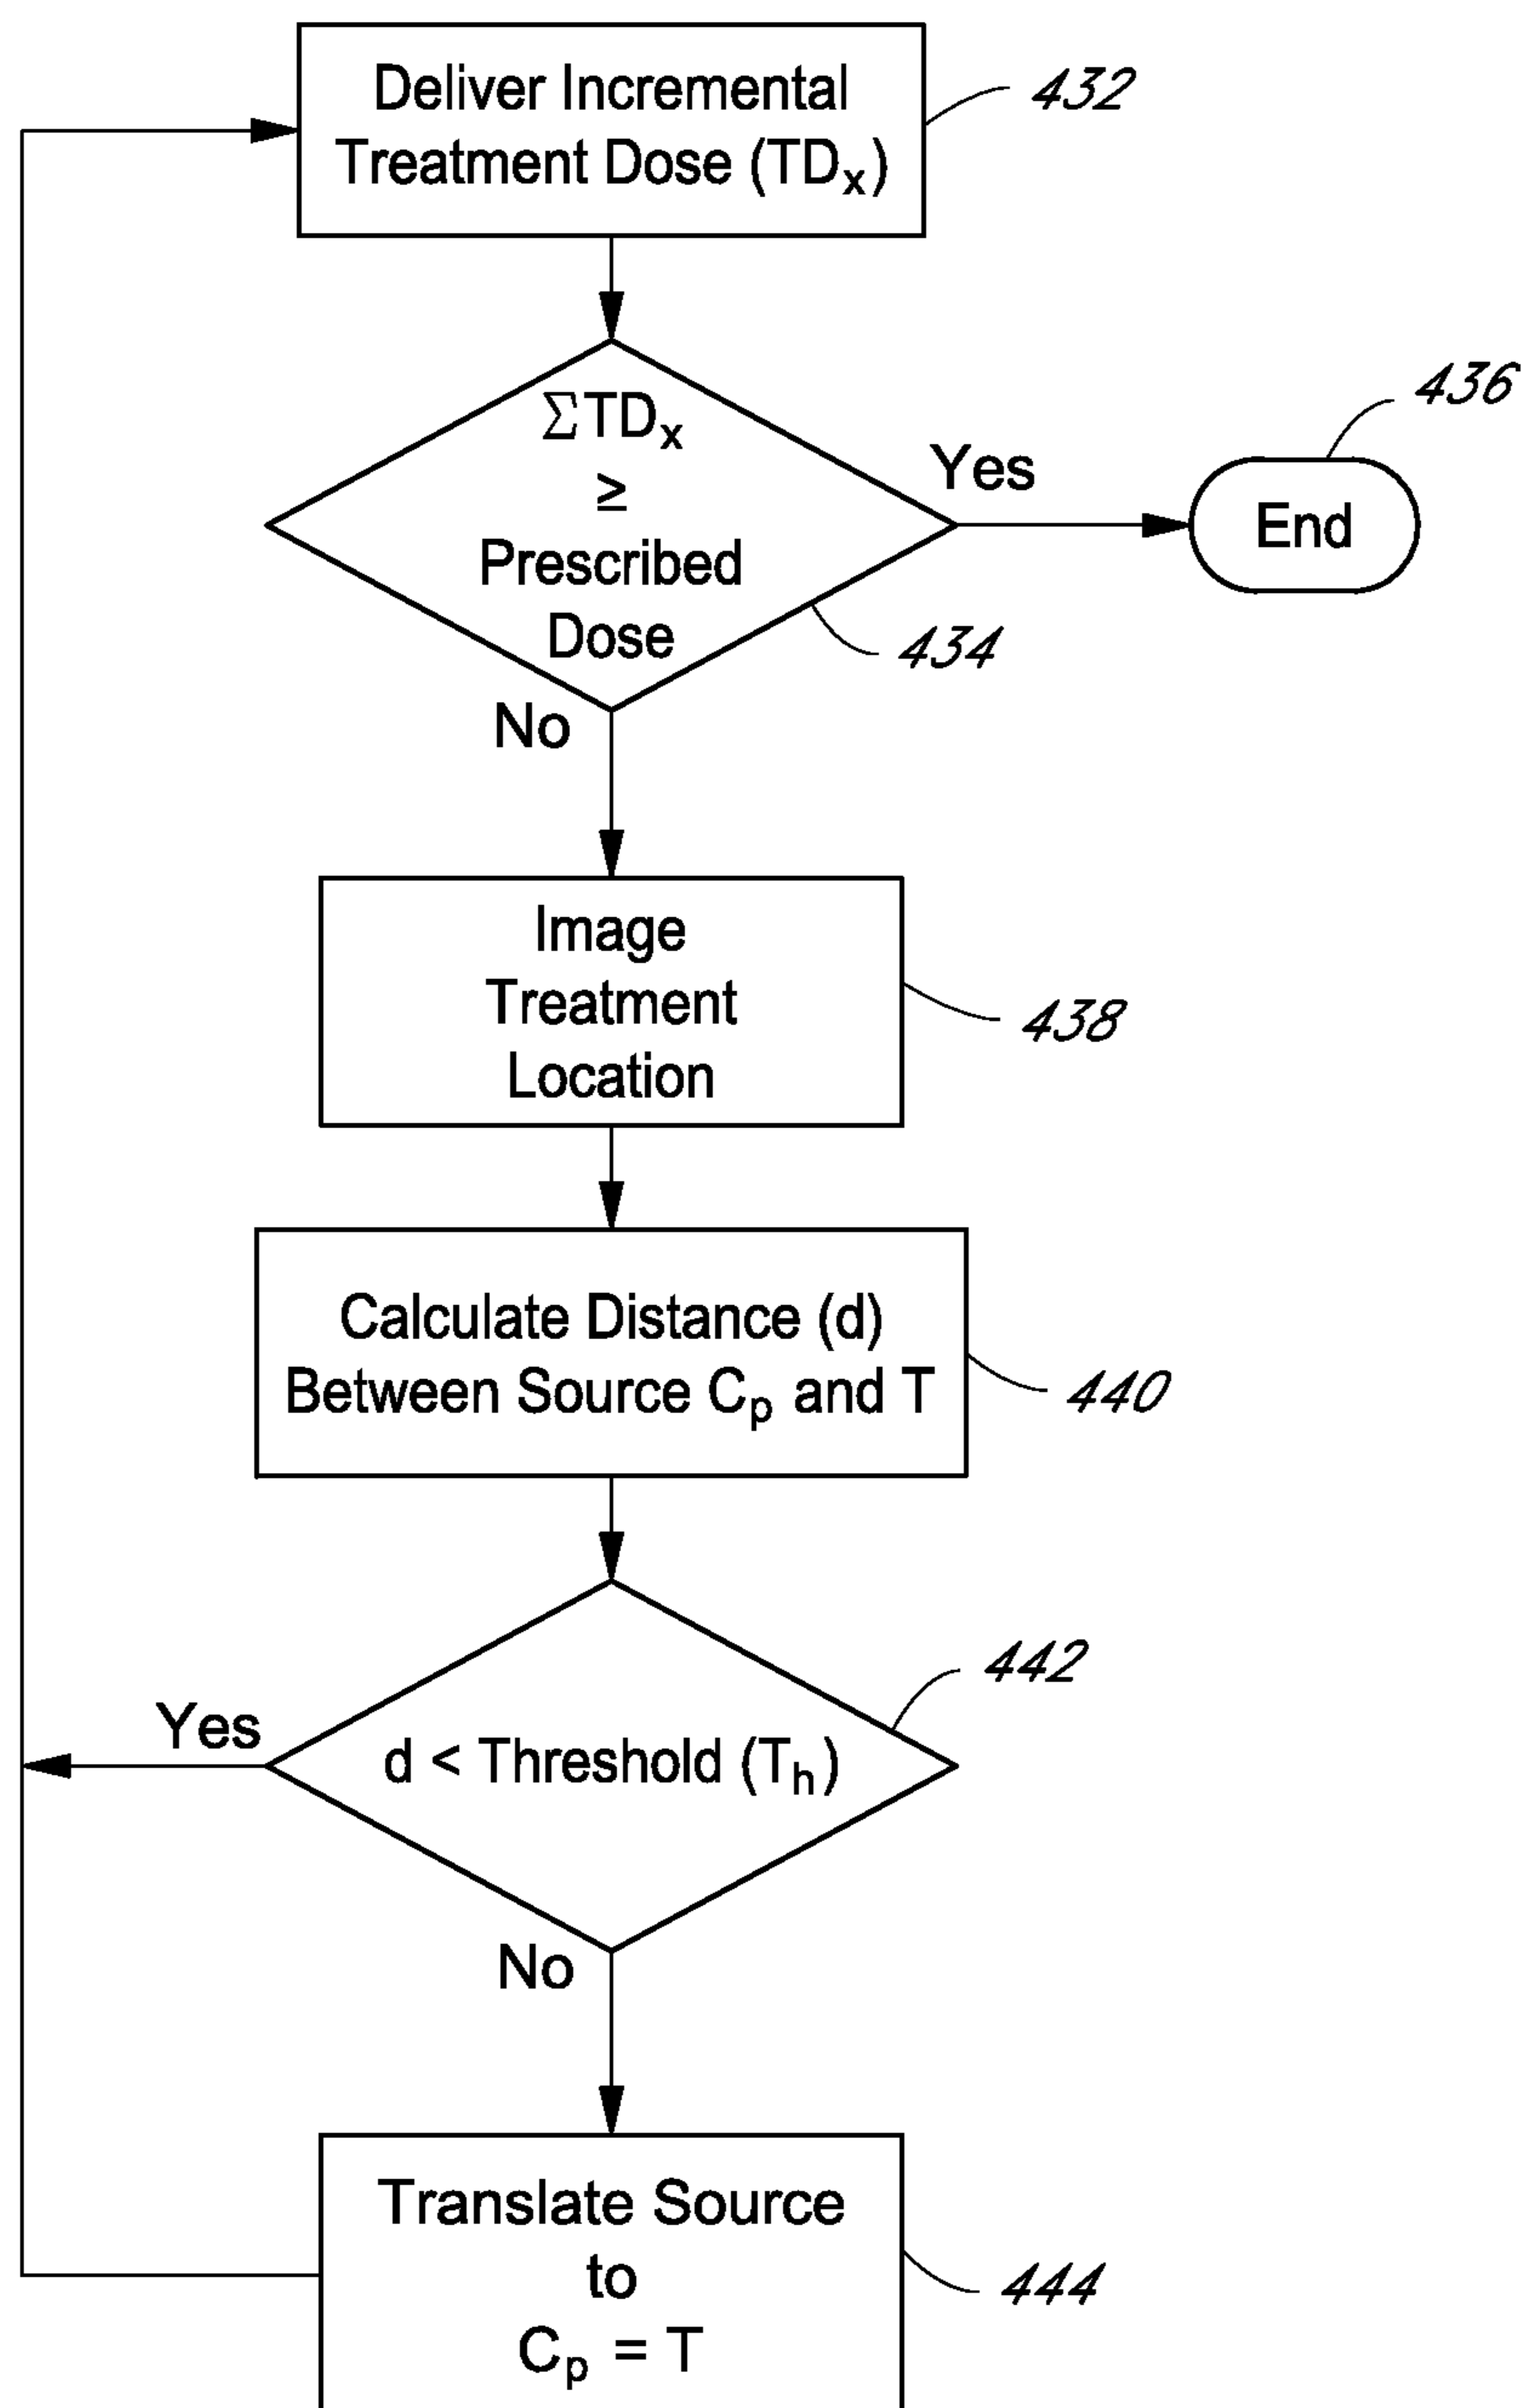 Deliver Incremental
Treatment Dose (TDₓ)
432
ΣTDₓ
≥
Prescribed
Dose
Yes
436
End
434
No
Image
Treatment
Location
438
Calculate Distance (d)
Between Source Cₚ and T
440
442
Yes
d < Threshold (Tₕ)
No
Translate Source
to
Cₚ = T
444